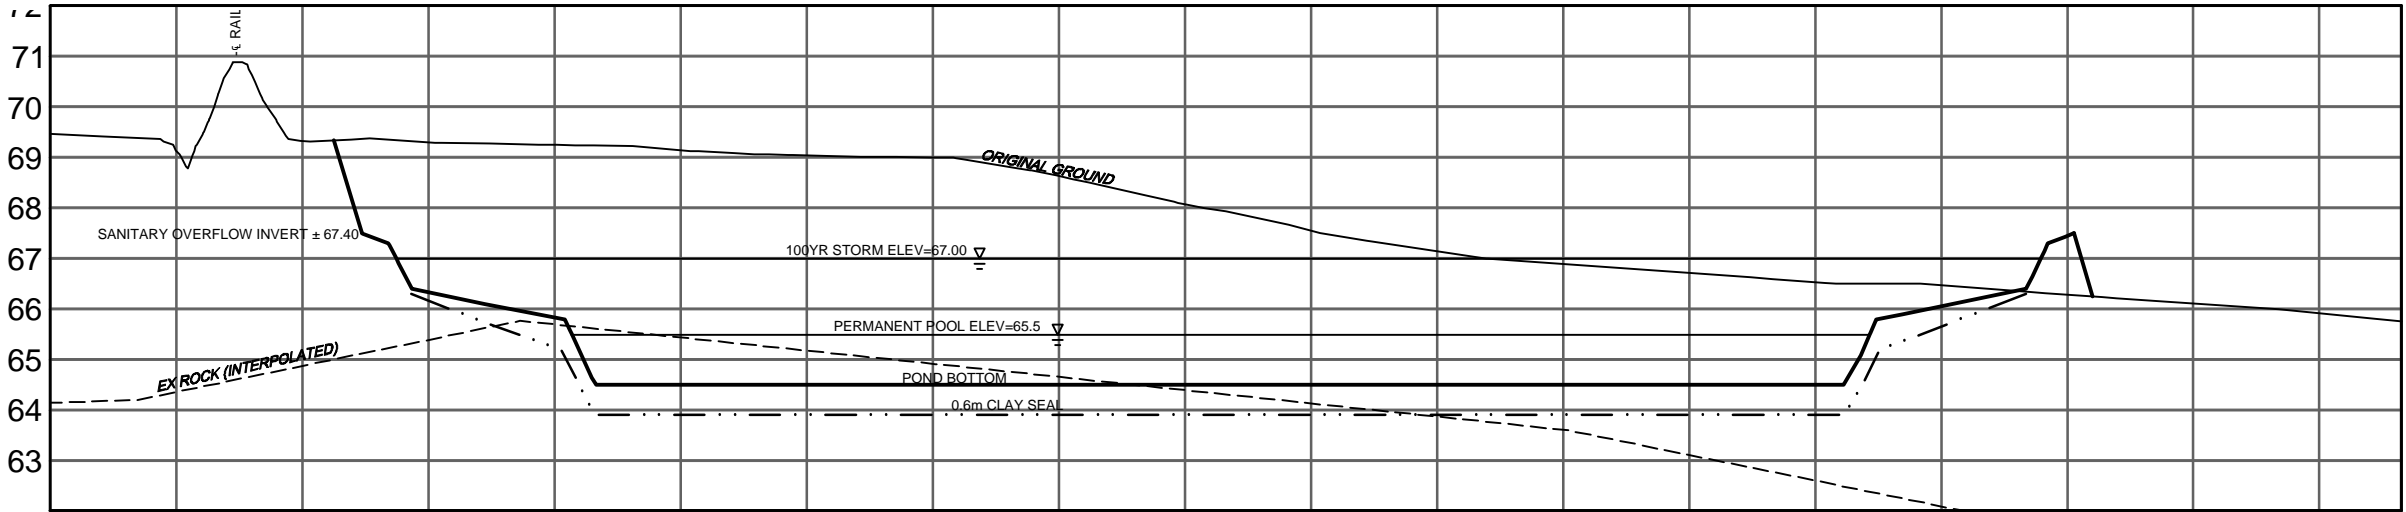 72
℄ RAIL
71
70
69
ORIGINAL GROUND
68
SANITARY OVERFLOW INVERT ± 67.40
100YR STORM ELEV=67.00
67
66
PERMANENT POOL ELEV=65.5
65
EX ROCK (INTERPOLATED)
POND BOTTOM
64
0.6m CLAY SEAL
63